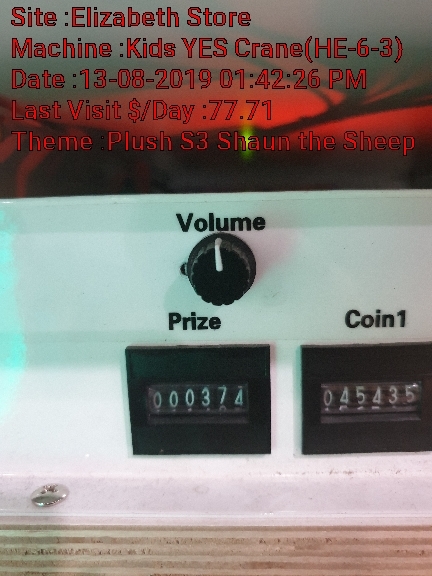 Site :Elizabeth Store
Machine :Kids YES Crane(HE-6-3)
Date :13-08-2019 01:42:26 PM
Last Visit $/Day :77.71
Theme :Plush S3 Shaun the Sheep
Volume
Prize Coin1
000374 045435